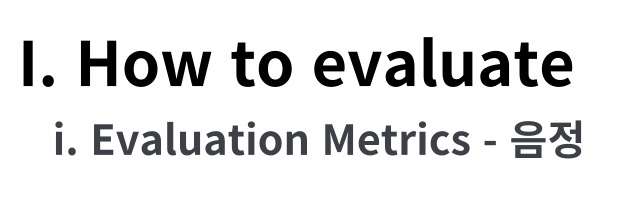 I. How to evaluate
i. Evaluation Metrics - 음정